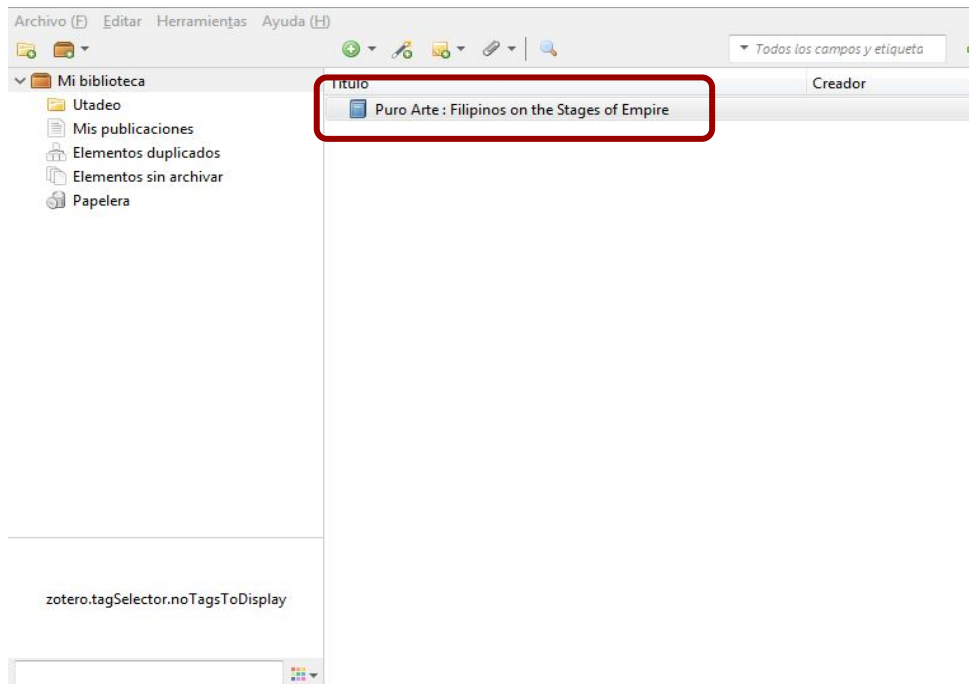 Archivo (F) Editar Herramientas Ayuda (H)
Todos los campos y etiqueta
Mi biblioteca
Utadeo
Mis publicaciones
Elementos duplicados
Elementos sin archivar
Papelera
Título Creador
Puro Arte : Filipinos on the Stages of Empire
zotero.tagSelector.noTagsToDisplay